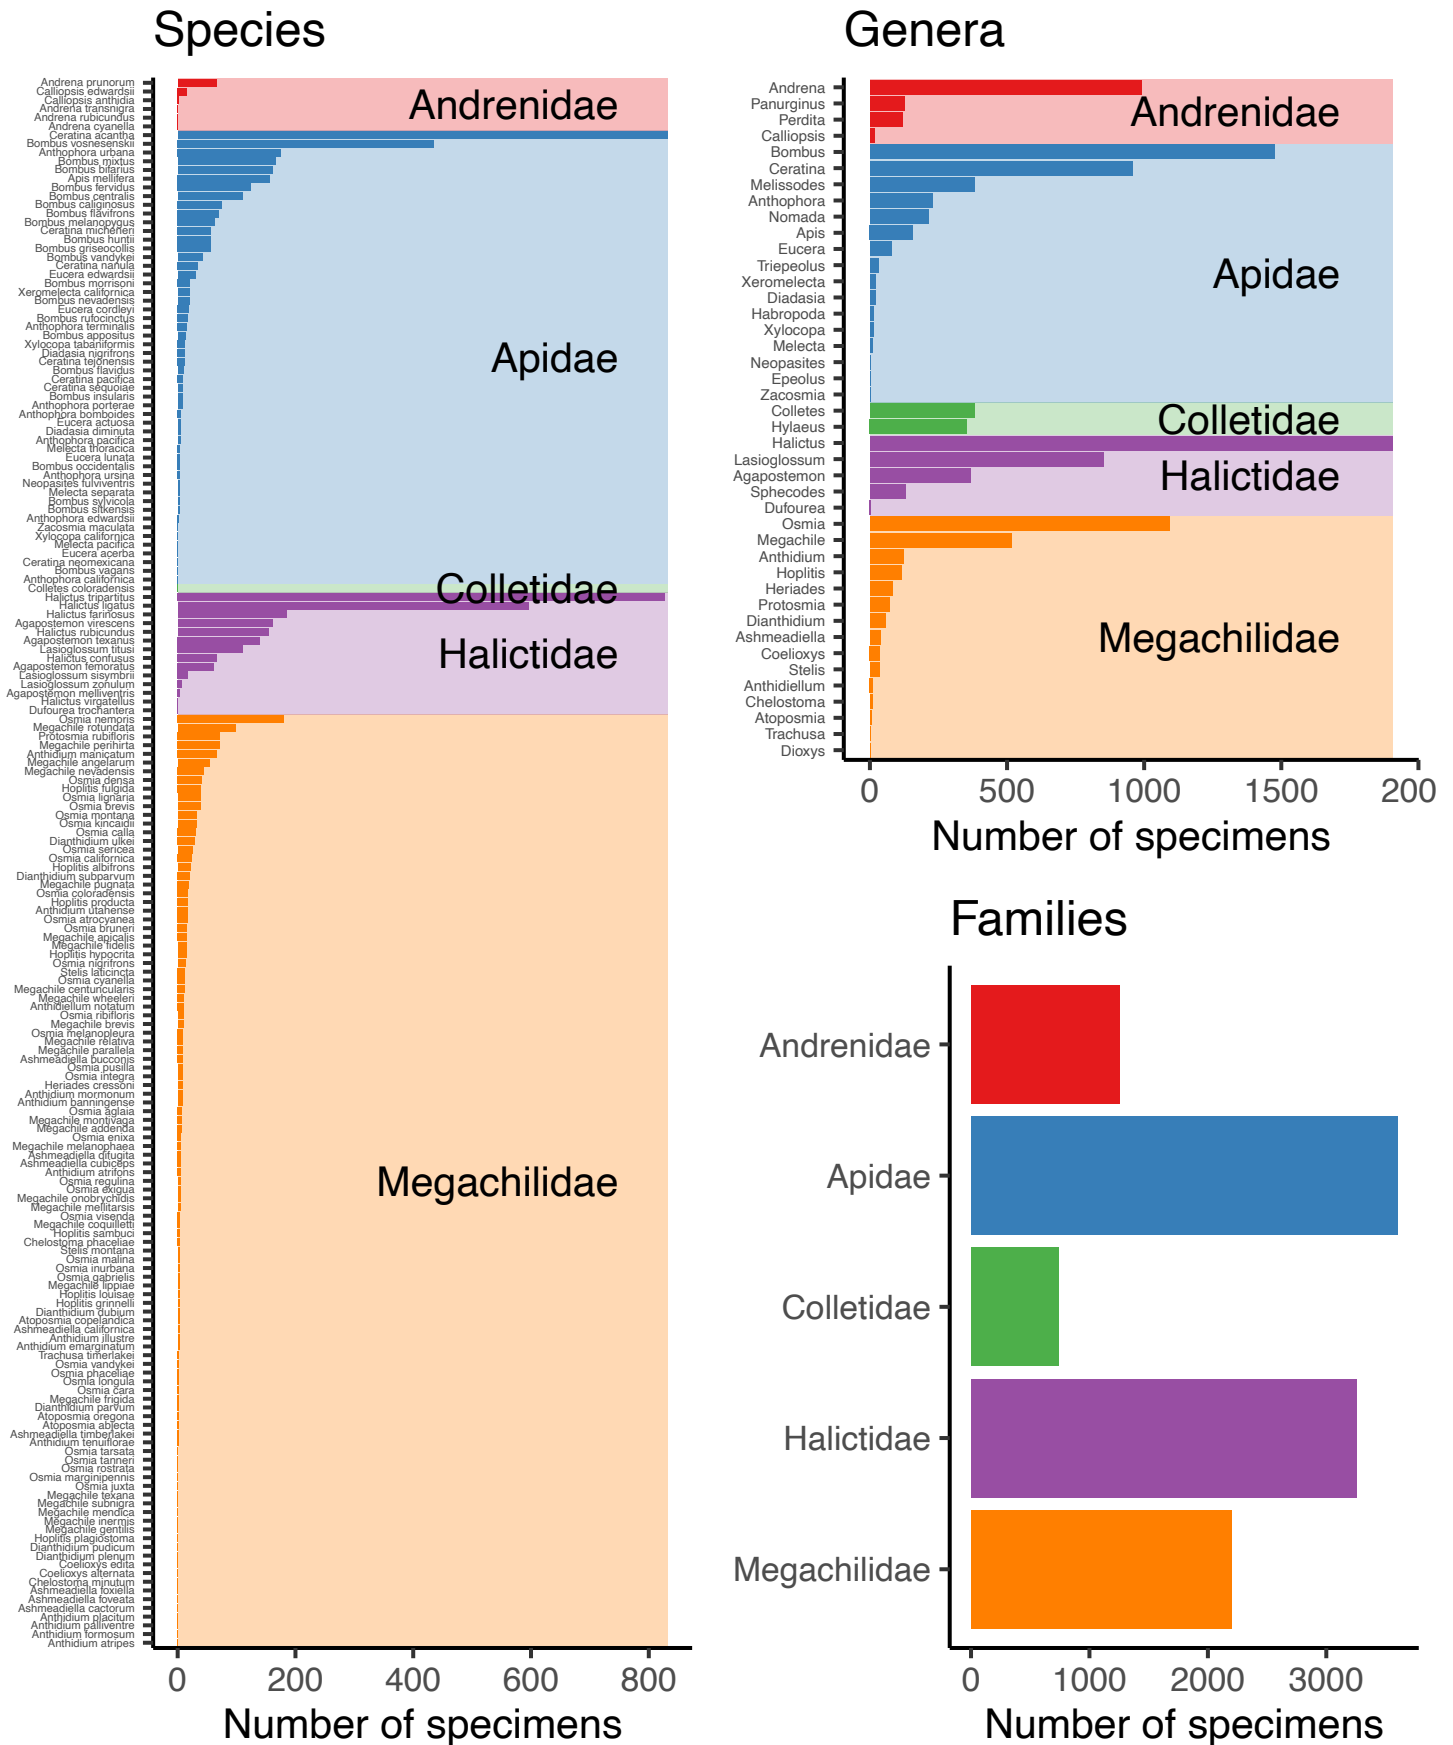 Species
Andrena prunorum
Calliopsis edwardsii
Calliopsis anthidia
Andrena transnigra
Andrena rubicundus
Andrena cyanella
Ceratina acantha
Bombus vosnesenskii
Anthophora urbana
Bombus mixtus
Bombus bifarius
Apis mellifera
Bombus fervidus
Bombus centralis
Bombus caliginosus
Bombus flavifrons
Bombus melanopygus
Ceratina micheneri
Bombus huntii
Bombus griseocollis
Bombus vandykei
Ceratina nanula
Eucera edwardsii
Bombus morrisoni
Xeromelecta californica
Bombus nevadensis
Eucera cordleyi
Bombus rufocinctus
Anthophora terminalis
Bombus appositus
Xylocopa tabaniformis
Diadasia nigrifrons
Ceratina tejonensis
Bombus flavidus
Ceratina pacifica
Ceratina sequoiae
Bombus insularis
Anthophora porterae
Anthophora bomboides
Eucera actuosa
Diadasia diminuta
Anthophora pacifica
Melecta thoracica
Eucera lunata
Bombus occidentalis
Anthophora ursina
Neopasites fulviventris
Melecta separata
Bombus sylvicola
Bombus sitkensis
Anthophora edwardsii
Zacosmia maculata
Xylocopa californica
Melecta pacifica
Eucera acerba
Ceratina neomexicana
Bombus vagans
Anthophora californica
Colletes coloradensis
Halictus tripartitus
Halictus ligatus
Halictus farinosus
Agapostemon virescens
Halictus rubicundus
Agapostemon texanus
Lasioglossum titusi
Halictus confusus
Agapostemon femoratus
Lasioglossum sisymbrii
Lasioglossum zonulum
Agapostemon melliventris
Halictus virgatellus
Dufourea trochantera
Osmia nemoris
Megachile rotundata
Protosmia rubifloris
Megachile perihirta
Anthidium manicatum
Megachile angelarum
Megachile nevadensis
Osmia densa
Hoplitis fulgida
Osmia lignaria
Osmia brevis
Osmia montana
Osmia kincaidii
Osmia calla
Dianthidium ulkei
Osmia sericea
Osmia californica
Hoplitis albifrons
Dianthidium subparvum
Megachile pugnata
Osmia coloradensis
Hoplitis producta
Anthidium utahense
Osmia atrocyanea
Osmia bruneri
Megachile apicalis
Megachile fidelis
Hoplitis hypocrita
Osmia nigrifrons
Stelis laticincta
Osmia cyanella
Megachile centuncularis
Megachile wheeleri
Anthidiellum notatum
Osmia ribifloris
Megachile brevis
Osmia melanopleura
Megachile relativa
Megachile parallela
Ashmeadiella bucconis
Osmia pusilla
Osmia integra
Heriades cressoni
Anthidium mormonum
Anthidium banningense
Osmia aglaia
Megachile montivaga
Megachile addenda
Osmia enixa
Megachile melanophaea
Ashmeadiella difugita
Ashmeadiella cubiceps
Anthidium atrifons
Osmia regulina
Osmia exigua
Megachile onobrychidis
Megachile mellitarsis
Osmia visenda
Megachile coquilletti
Hoplitis sambuci
Chelostoma phaceliae
Stelis montana
Osmia malina
Osmia inurbana
Osmia gabrielis
Megachile lippiae
Hoplitis louisae
Hoplitis grinnelli
Dianthidium dubium
Atoposmia copelandica
Ashmeadiella californica
Anthidium illustre
Anthidium emarginatum
Trachusa timerlakei
Osmia vandykei
Osmia phaceliae
Osmia longula
Osmia cara
Megachile frigida
Dianthidium parvum
Atoposmia oregona
Atoposmia abjecta
Ashmeadiella timberlakei
Anthidium tenuiflorae
Osmia tarsata
Osmia tanneri
Osmia rostrata
Osmia marginipennis
Osmia juxta
Megachile texana
Megachile subnigra
Megachile mendica
Megachile inermis
Megachile gentilis
Hoplitis plagiostoma
Dianthidium pudicum
Dianthidium plenum
Coelioxys edita
Coelioxys alternata
Chelostoma minutum
Ashmeadiella foxiella
Ashmeadiella foveata
Ashmeadiella cactorum
Anthidium placitum
Anthidium palliventre
Anthidium formosum
Anthidium atripes
Andrenidae
Apidae
Colletidae
Halictidae
Megachilidae
0 200 400 600 800
Number of specimens
Genera
Andrena
Panurginus
Perdita
Calliopsis
Bombus
Ceratina
Melissodes
Anthophora
Nomada
Apis
Eucera
Triepeolus
Xeromelecta
Diadasia
Habropoda
Xylocopa
Melecta
Neopasites
Epeolus
Zacosmia
Colletes
Hylaeus
Halictus
Lasioglossum
Agapostemon
Sphecodes
Dufourea
Osmia
Megachile
Anthidium
Hoplitis
Heriades
Protosmia
Dianthidium
Ashmeadiella
Coelioxys
Stelis
Anthidiellum
Chelostoma
Atoposmia
Trachusa
Dioxys
Andrenidae
Apidae
Colletidae
Halictidae
Megachilidae
0 500 1000 1500 200
Number of specimens
Families
Andrenidae
Apidae
Colletidae
Halictidae
Megachilidae
0 1000 2000 3000
Number of specimens